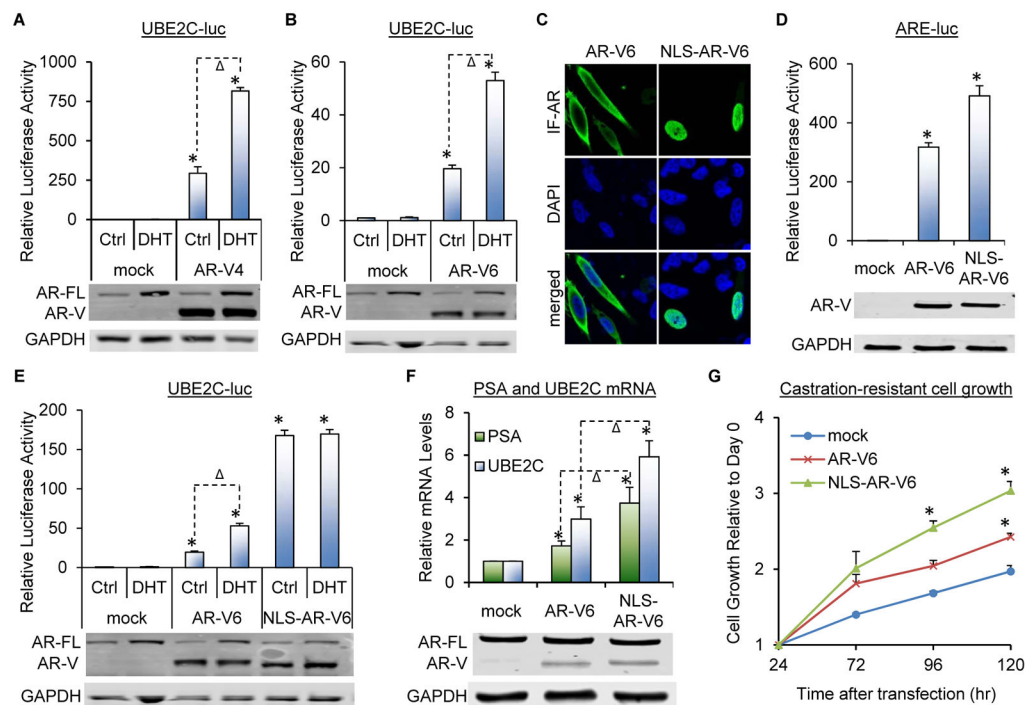 A
UBE2C-luc
Relative Luciferase Activity
1000
750
500
250
0
*
Δ
*
Ctrl DHT Ctrl DHT
mock AR-V4
AR-FL
AR-V
GAPDH
B
UBE2C-luc
Relative Luciferase Activity
60
40
20
0
*
Δ
*
Ctrl DHT Ctrl DHT
mock AR-V6
AR-FL
AR-V
GAPDH
C
AR-V6 NLS-AR-V6
IF-AR
DAPI
merged
D
ARE-luc
Relative Luciferase Activity
600
400
200
0
*
*
mock AR-V6 NLS-
AR-V6
AR-V
GAPDH
E
UBE2C-luc
Relative Luciferase Activity
200
150
100
50
0
*
Δ
*
*
*
Ctrl DHT Ctrl DHT Ctrl DHT
mock AR-V6 NLS-AR-V6
AR-FL
AR-V
GAPDH
F
PSA and UBE2C mRNA
Relative mRNA Levels
8
6
4
2
0
PSA
UBE2C
*
*
Δ
Δ
*
*
mock AR-V6 NLS-
AR-V6
AR-FL
AR-V
GAPDH
G
Castration-resistant cell growth
Cell Growth Relative to Day 0
4
3
2
1
mock
AR-V6
NLS-AR-V6
*
*
*
24 72 96 120
Time after transfection (hr)